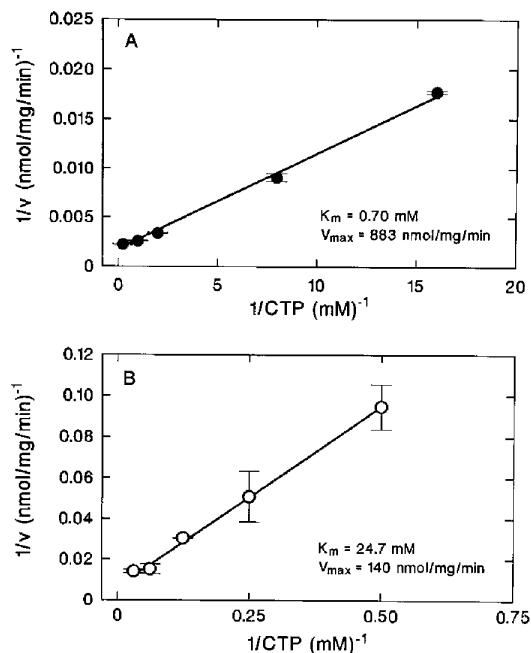 A
0.025
0.020
0.015
0.010
0.005
0
1/v (nmol/mg/min)⁻¹
Kₘ = 0.70 mM
Vₘₐₓ = 883 nmol/mg/min
0 5 10 15 20
1/CTP (mM)⁻¹
B
0.12
0.10
0.08
0.06
0.04
0.02
0
1/v (nmol/mg/min)⁻¹
Kₘ = 24.7 mM
Vₘₐₓ = 140 nmol/mg/min
0 0.25 0.50 0.75
1/CTP (mM)⁻¹